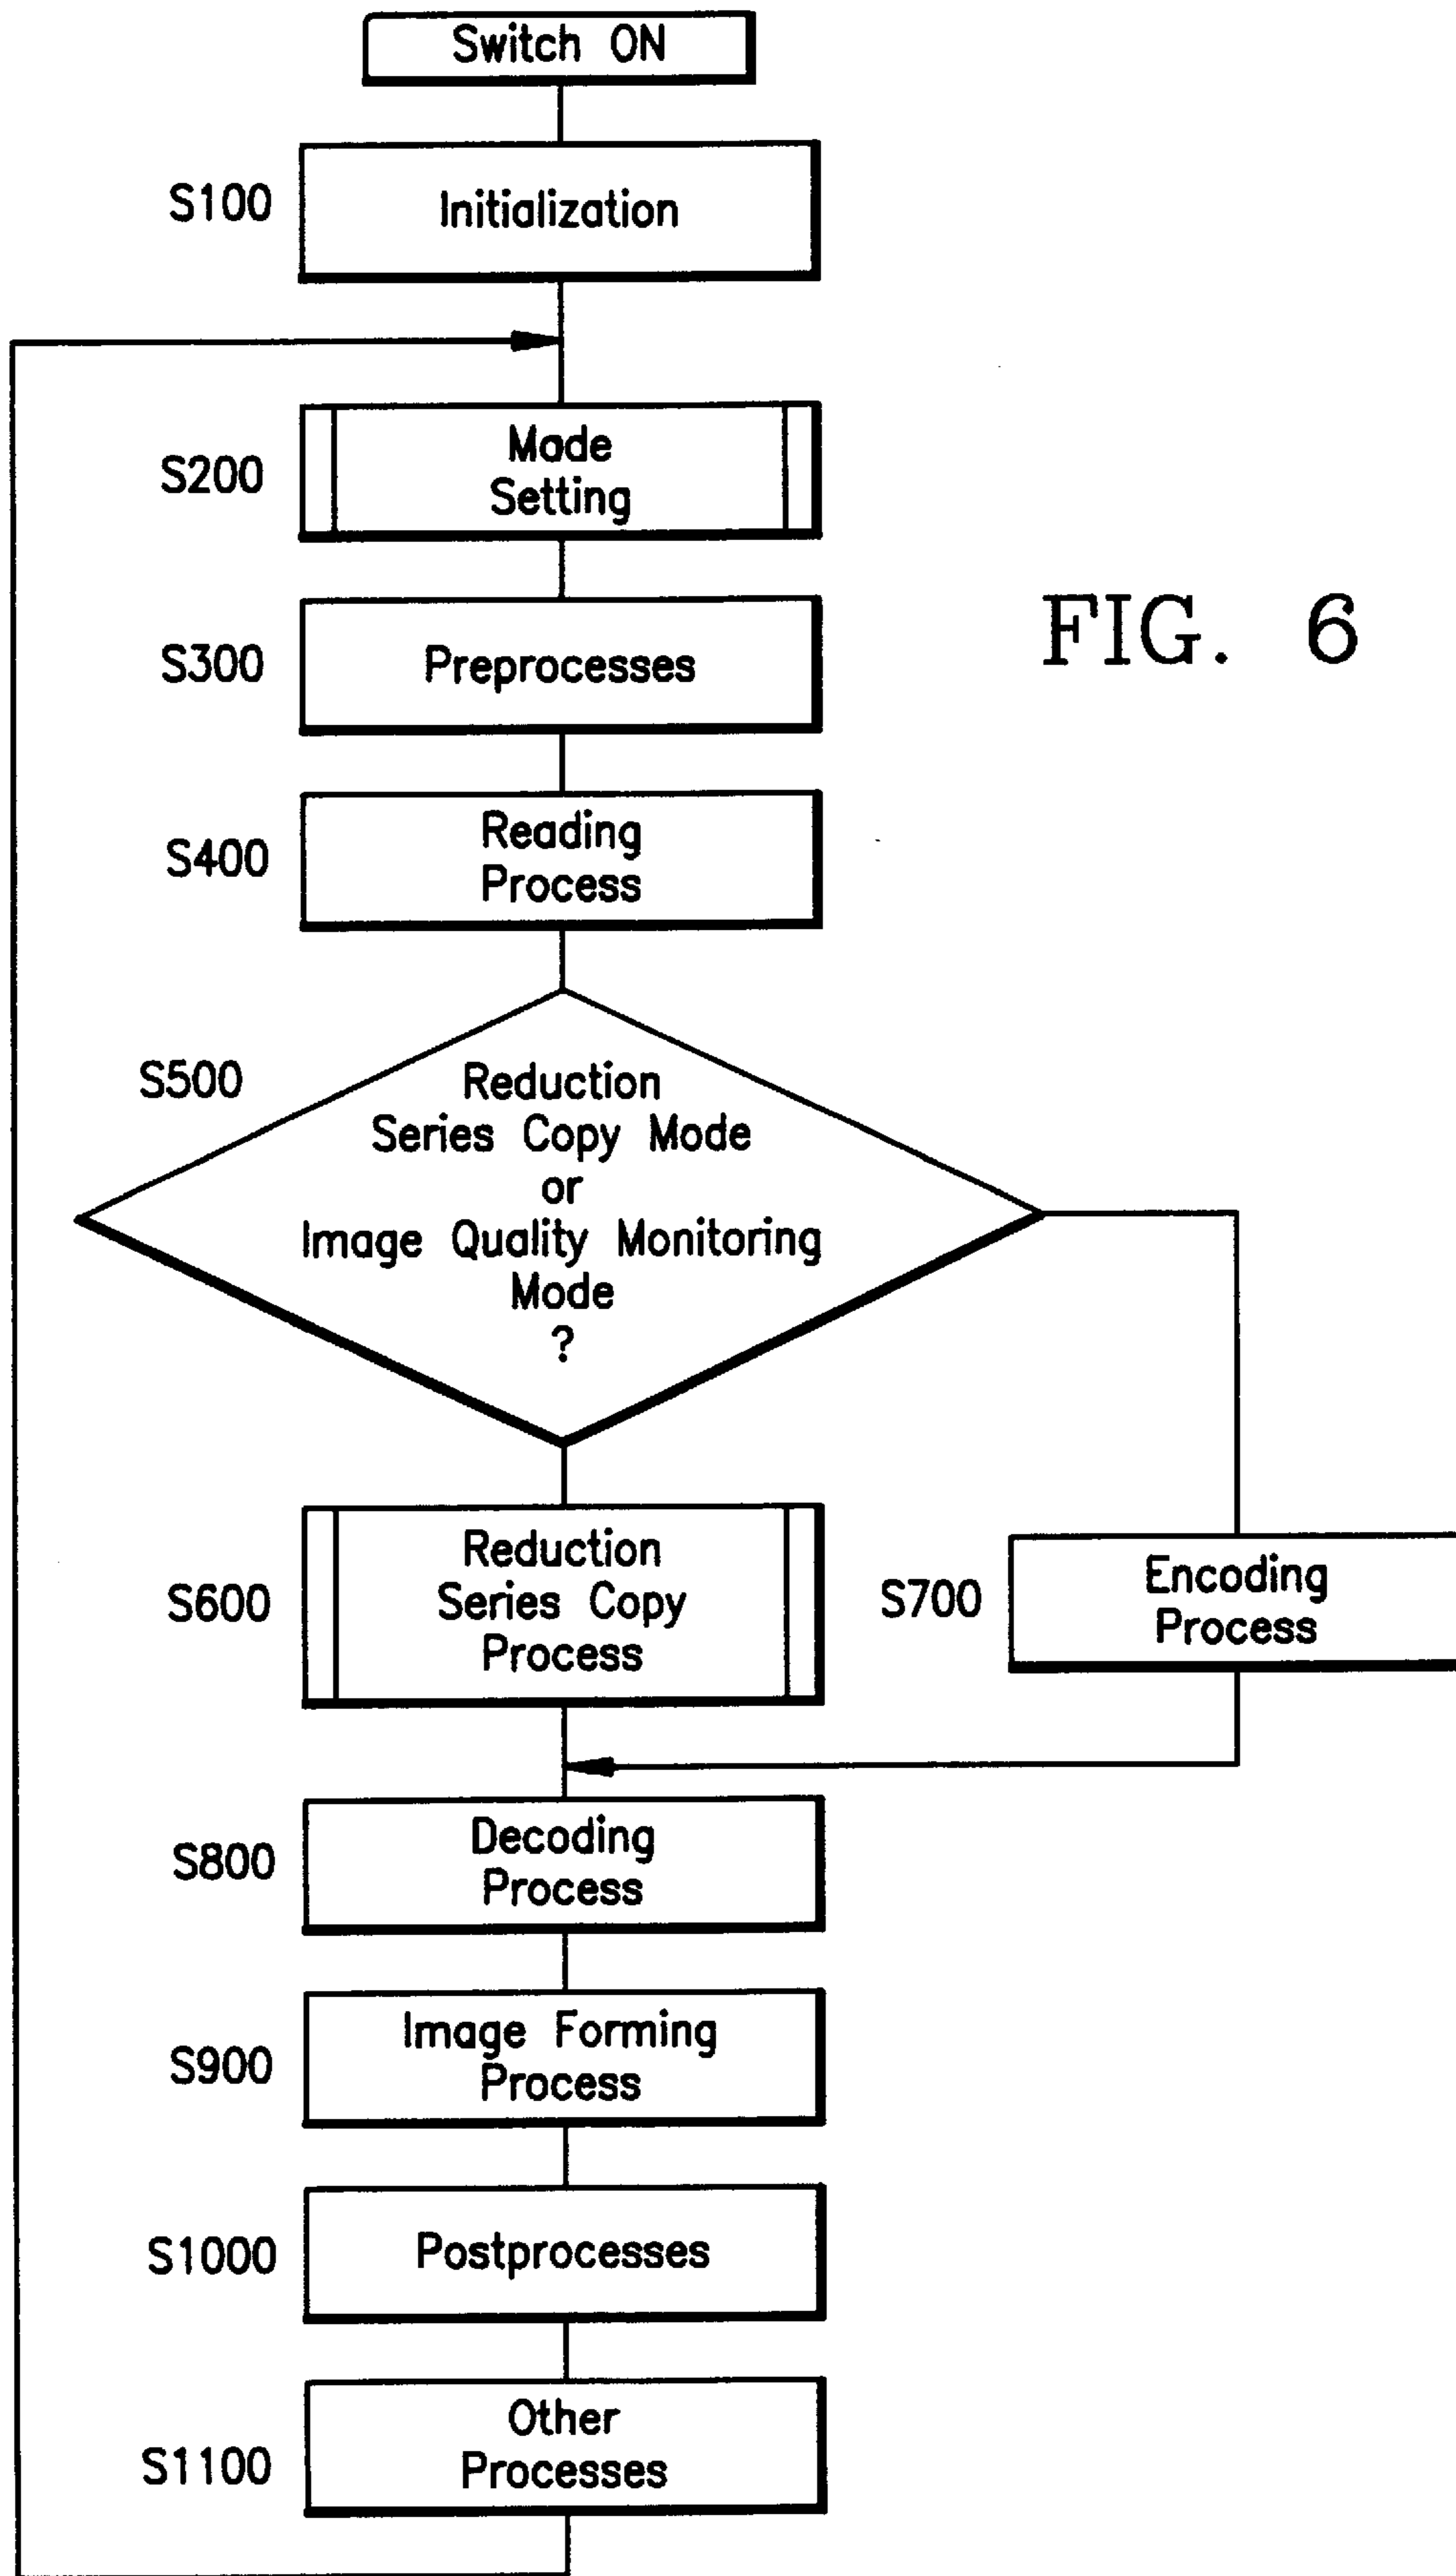 Switch ON
S100
Initialization
S200
Made
Setting
FIG. 6
S300
Preprocesses
S400
Reading
Process
S500
Reduction
Series Copy Mode
or
Image Quality Monitoring
Mode
?
S600
Reduction
Series Copy
Process
S700
Encoding
Process
S800
Decoding
Process
S900
Image Forming
Process
S1000
Postprocesses
S1100
Other
Processes